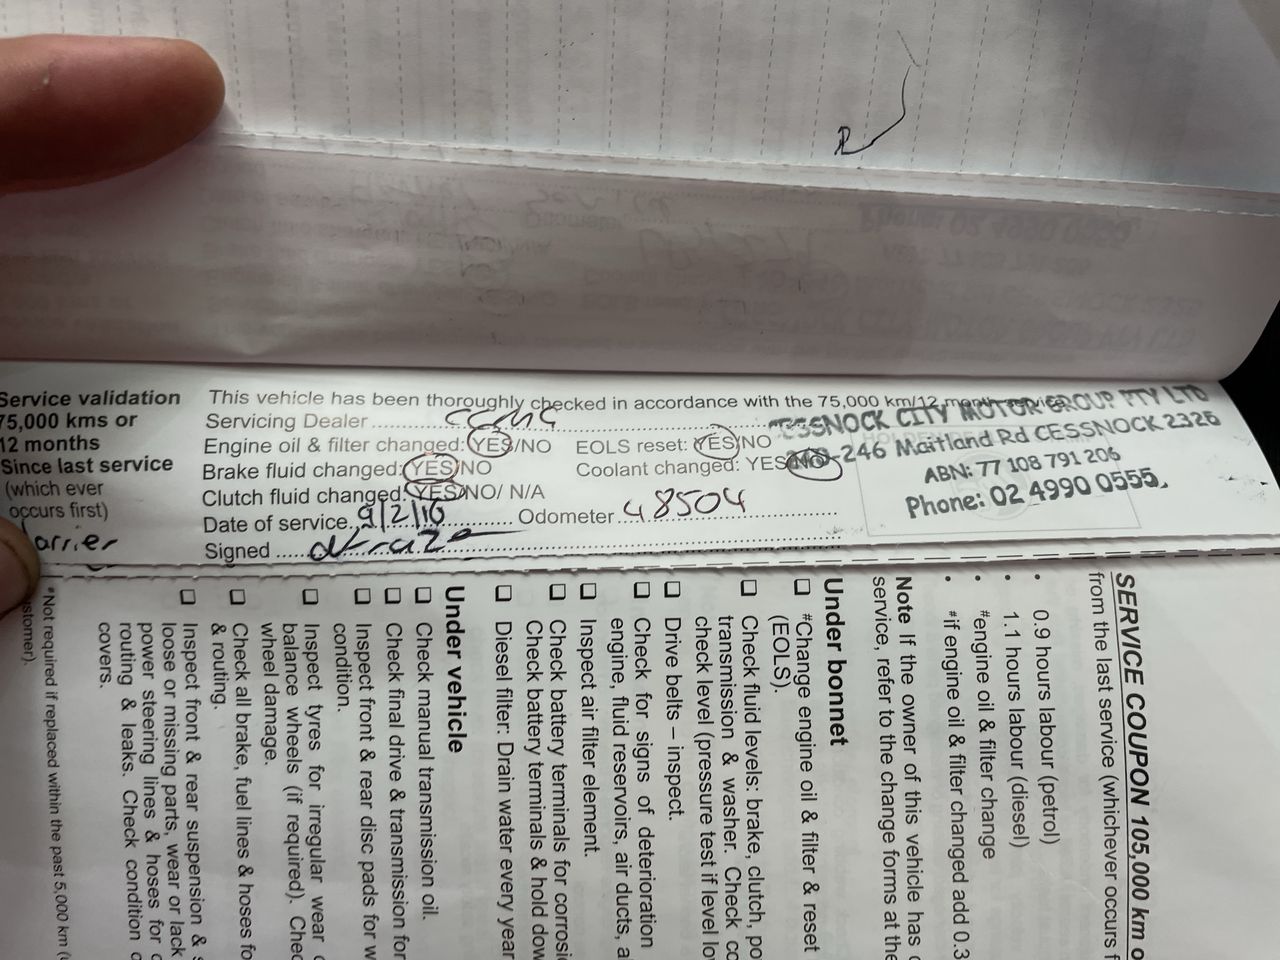 Service validation
75,000 kms or
12 months
Since last service
(which ever
occurs first)
arrier
This vehicle has been thoroughly checked in accordance with the 75,000 km/12 month service
Servicing Dealer
Engine oil & filter changed: YES/NO EOLS reset: YES/NO
Brake fluid changed: YES/NO Coolant changed: YES/NO
Clutch fluid changed: YES/NO/ N/A
Date of service 9/2/16 Odometer 48504
Signed
CESSNOCK CITY MOTOR GROUP PTY LTD
-246 Maitland Rd CESSNOCK 2326
ABN: 77 108 791 206
Phone: 02 4990 0555
SERVICE COUPON 105,000 km o
from the last service (whichever occurs f
• 0.9 hours labour (petrol)
• 1.1 hours labour (diesel)
• #engine oil & filter change
• #if engine oil & filter changed add 0.3
Note If the owner of this vehicle has
service, refer to the change forms at the
Under bonnet
❑ #Change engine oil & filter & reset
(EOLS).
❑ Check fluid levels: brake, clutch, po
transmission & washer. Check co
check level (pressure test if level lo
❑ Drive belts – inspect.
❑ Check for signs of deterioration
engine, fluid reservoirs, air ducts, a
❑ Inspect air filter element.
❑ Check battery terminals for corrosi
Check battery terminals & hold dow
❑ Diesel filter: Drain water every year
Under vehicle
❑ Check manual transmission oil.
❑ Check final drive & transmission for
❑ Inspect front & rear disc pads for w
condition.
❑ Inspect tyres for irregular wear
balance wheels (if required). Chec
wheel damage.
❑ Check all brake, fuel lines & hoses fo
& routing.
❑ Inspect front & rear suspension &
loose or missing parts, wear or lack
power steering lines & hoses for
routing & leaks. Check condition
covers.
*Not required if replaced within the past 5,000 km
ustomer).